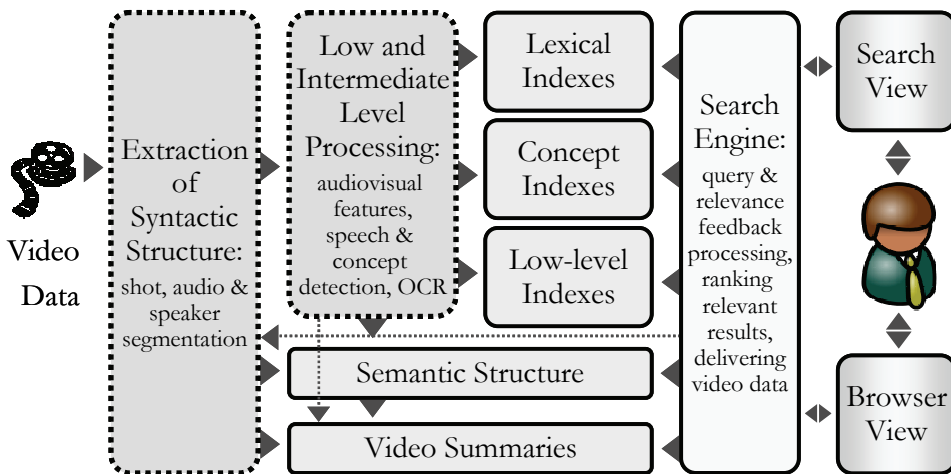 Video
Data
Extraction
of
Syntactic
Structure:
shot, audio &
speaker
segmentation
Low and
Intermediate
Level
Processing:
audiovisual
features,
speech &
concept
detection, OCR
Lexical
Indexes
Concept
Indexes
Low-level
Indexes
Semantic Structure
Video Summaries
Search
Engine:
query &
relevance
feedback
processing,
ranking
relevant
results,
delivering
video data
Search
View
Browser
View